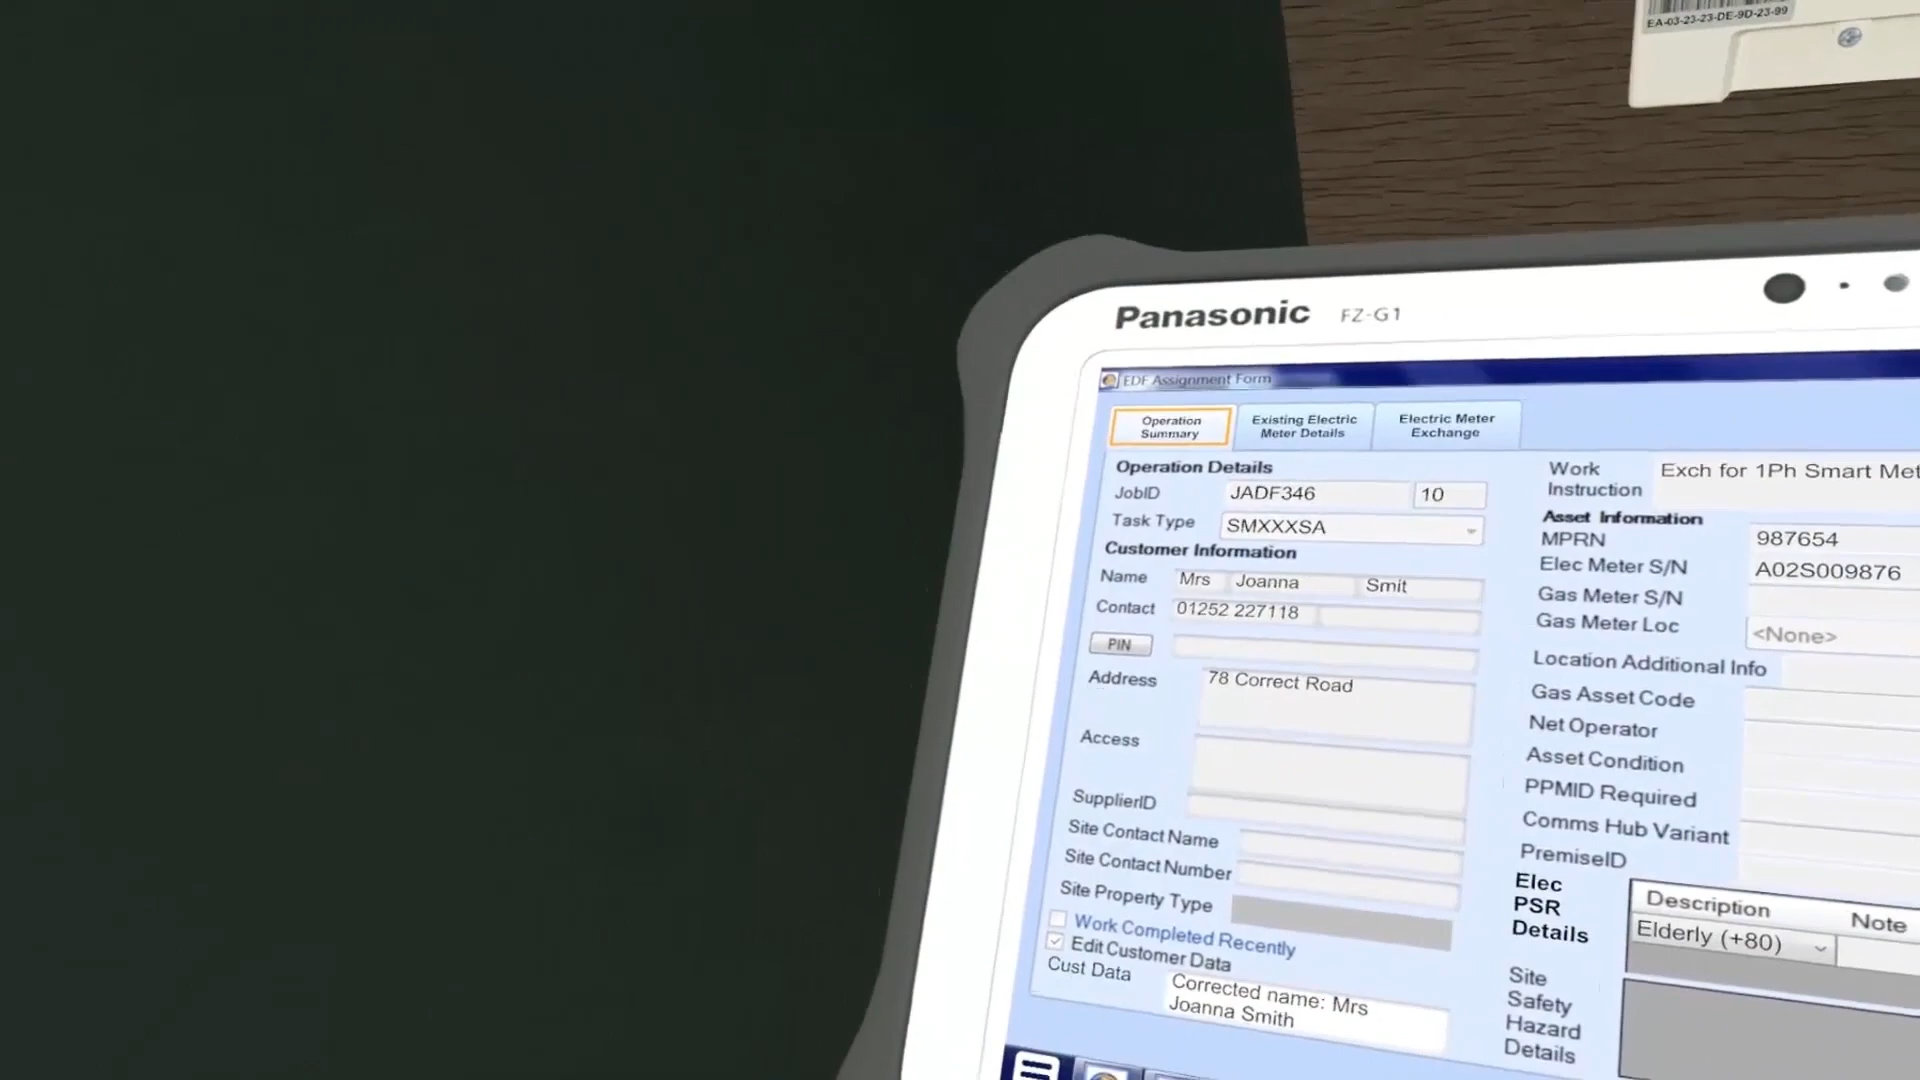 EA-03-23-23-DE-9D-23-99
Panasonic FZ-G1
EDF Assignment Form
Operation Summary
Existing Electric Meter Details
Electric Meter Exchange
Operation Details
JobID JADF346 10
Task Type SMXXXSA
Customer Information
Name Mrs Joanna Smit
Contact 01252 227118
PIN
Address 78 Correct Road
Access
SupplierID
Site Contact Name
Site Contact Number
Site Property Type
Work Completed Recently
Edit Customer Data
Cust Data Corrected name: Mrs
Joanna Smith
Work Instruction Exch for 1Ph Smart Met
Asset Information
MPRN 987654
Elec Meter S/N A02S009876
Gas Meter S/N
Gas Meter Loc <None>
Location Additional Info
Gas Asset Code
Net Operator
Asset Condition
PPMID Required
Comms Hub Variant
PremiseID
Elec
PSR
Details
Description Note
Elderly (+80)
Site
Safety
Hazard
Details